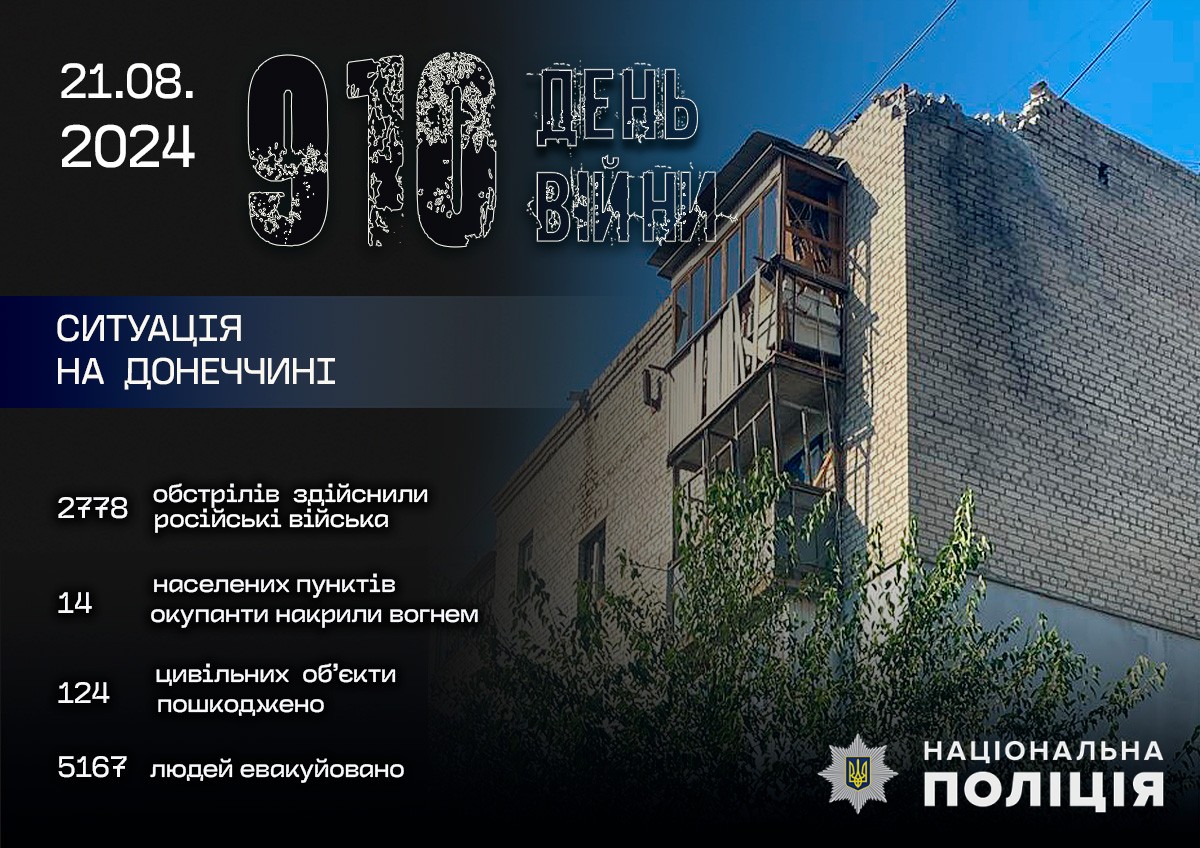 21.08.
2024
910
ДЕНЬ
ВІЙНИ
СИТУАЦІЯ
НА ДОНЕЧЧИНІ
2778 обстрілів здійснили
російські війська
14 населених пунктів
окупанти накрили вогнем
124 цивільних об’єкти
пошкоджено
5167 людей евакуйовано
НАЦІОНАЛЬНА
ПОЛІЦІЯ